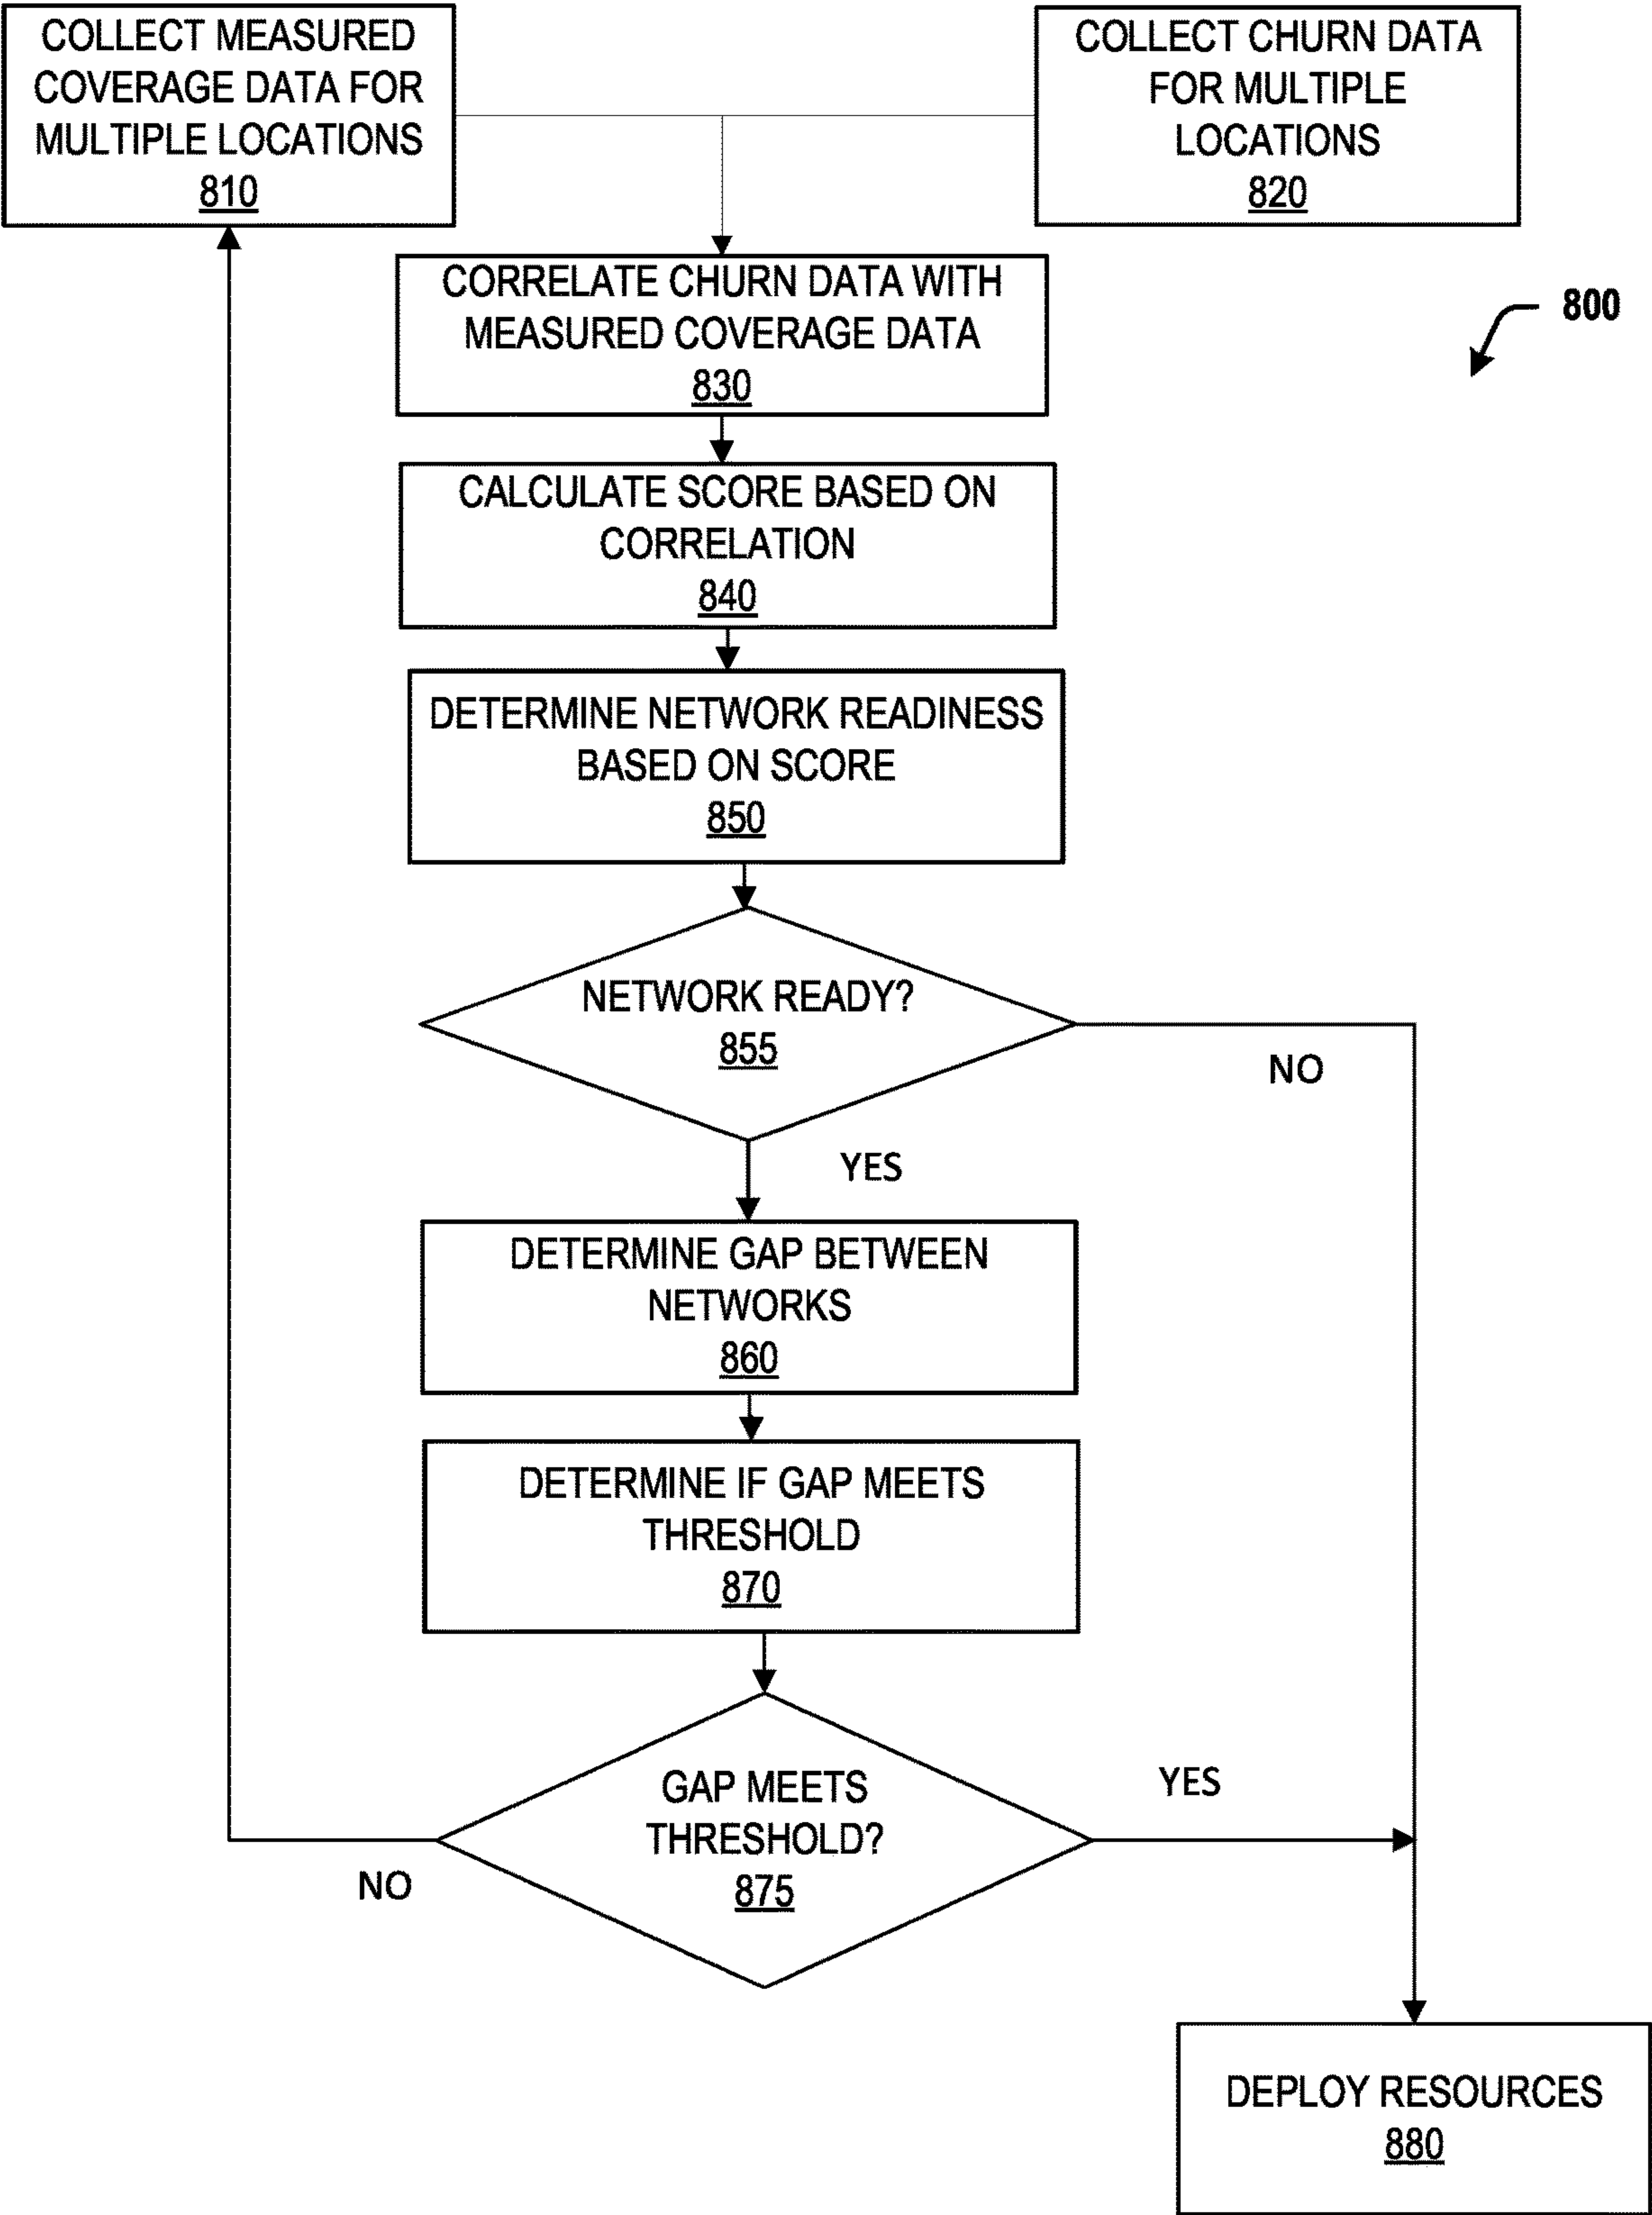 COLLECT MEASURED
COVERAGE DATA FOR
MULTIPLE LOCATIONS
810
COLLECT CHURN DATA
FOR MULTIPLE
LOCATIONS
820
CORRELATE CHURN DATA WITH
MEASURED COVERAGE DATA
830
800
CALCULATE SCORE BASED ON
CORRELATION
840
DETERMINE NETWORK READINESS
BASED ON SCORE
850
NETWORK READY?
855
NO
YES
DETERMINE GAP BETWEEN
NETWORKS
860
DETERMINE IF GAP MEETS
THRESHOLD
870
GAP MEETS
THRESHOLD?
875
YES
NO
DEPLOY RESOURCES
880